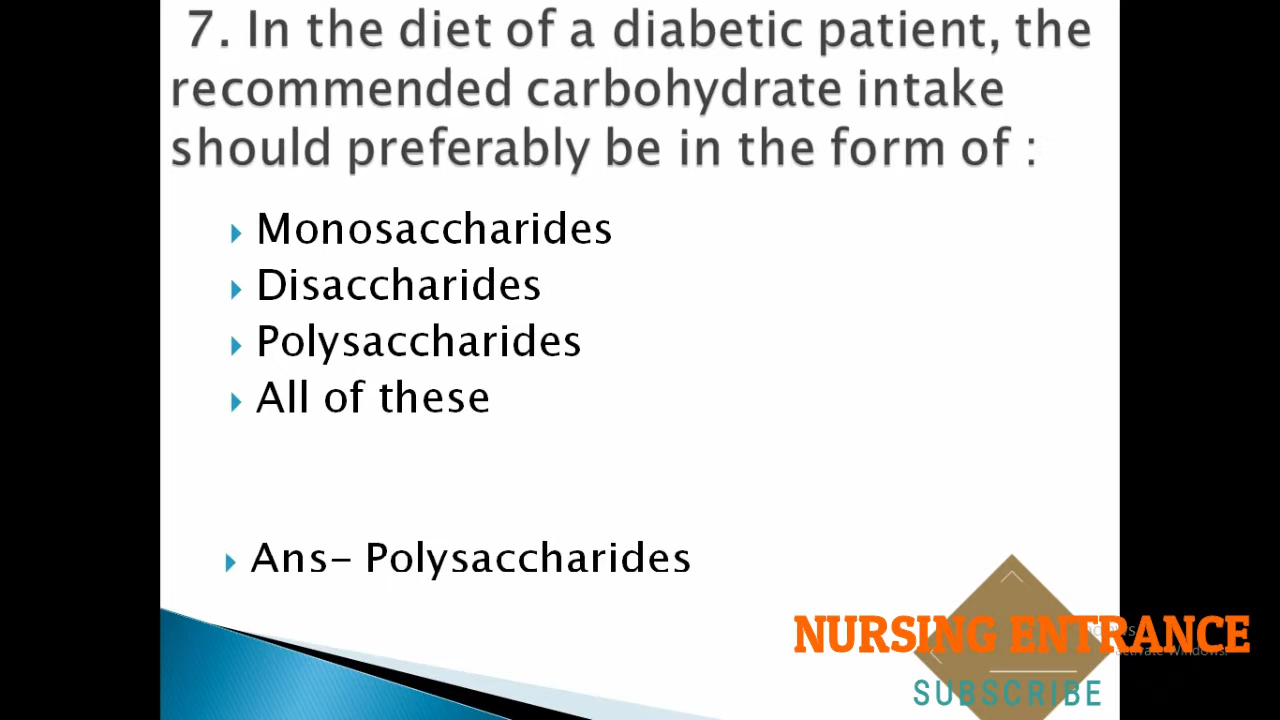 7. In the diet of a diabetic patient, the
recommended carbohydrate intake
should preferably be in the form of :
Monosaccharides
Disaccharides
Polysaccharides
All of these
Ans- Polysaccharides
NURSING ENTRANCE
SUBSCRIBE